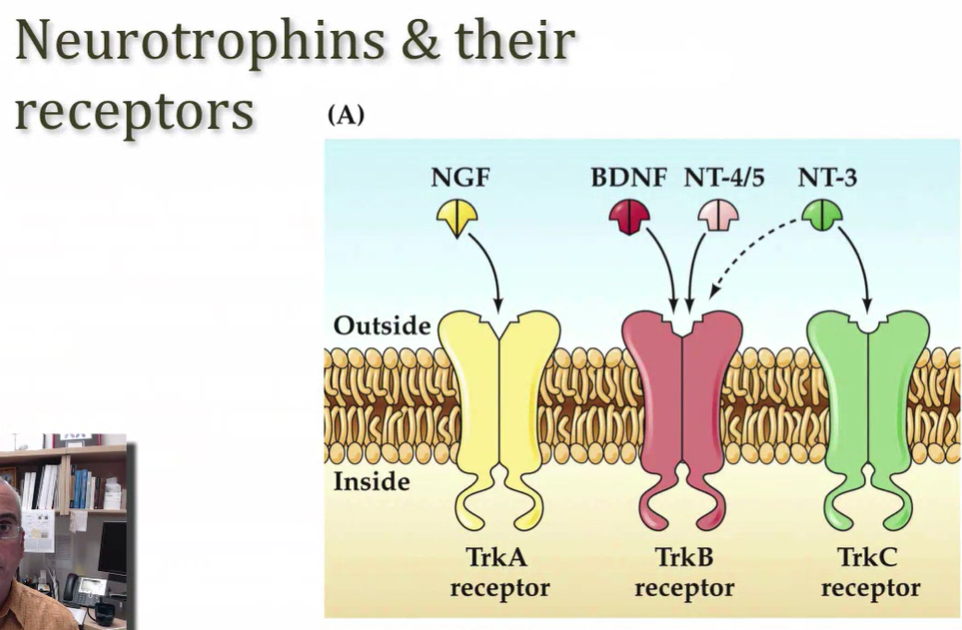 Neurotrophins & their
receptors
(A)
NGF
BDNF NT-4/5 NT-3
Outside
Inside
TrkA
receptor
TrkB
receptor
TrkC
receptor